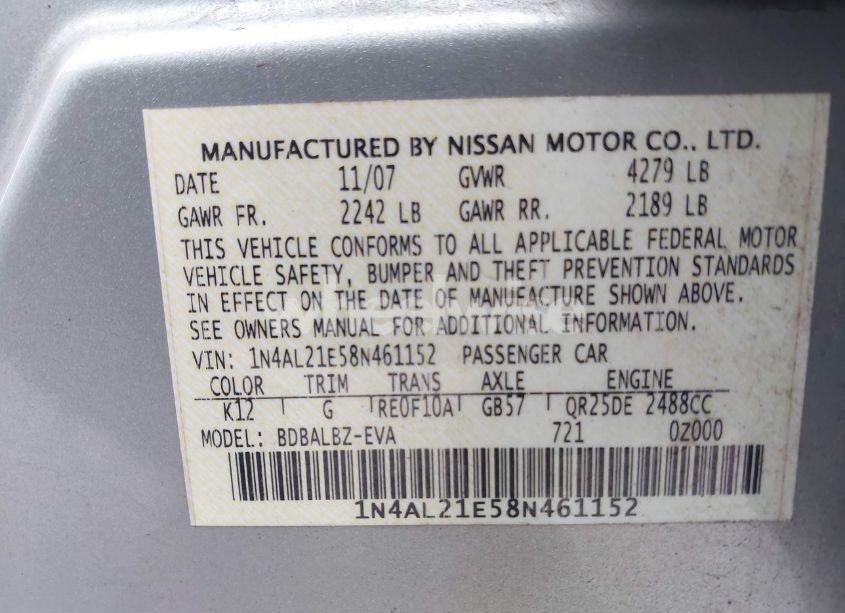 MANUFACTURED BY NISSAN MOTOR CO., LTD.
DATE 11/07 GVWR 4279 LB
GAWR FR. 2242 LB GAWR RR. 2189 LB
THIS VEHICLE CONFORMS TO ALL APPLICABLE FEDERAL MOTOR
VEHICLE SAFETY, BUMPER AND THEFT PREVENTION STANDARDS
IN EFFECT ON THE DATE OF MANUFACTURE SHOWN ABOVE.
SEE OWNERS MANUAL FOR ADDITIONAL INFORMATION.
VIN: 1N4AL21E58N461152 PASSENGER CAR
COLOR TRIM TRANS AXLE ENGINE
K12 G RE0F10A GB57 QR25DE 2488CC
MODEL: BDBALBZ-EVA 721 0Z000
1N4AL21E58N461152